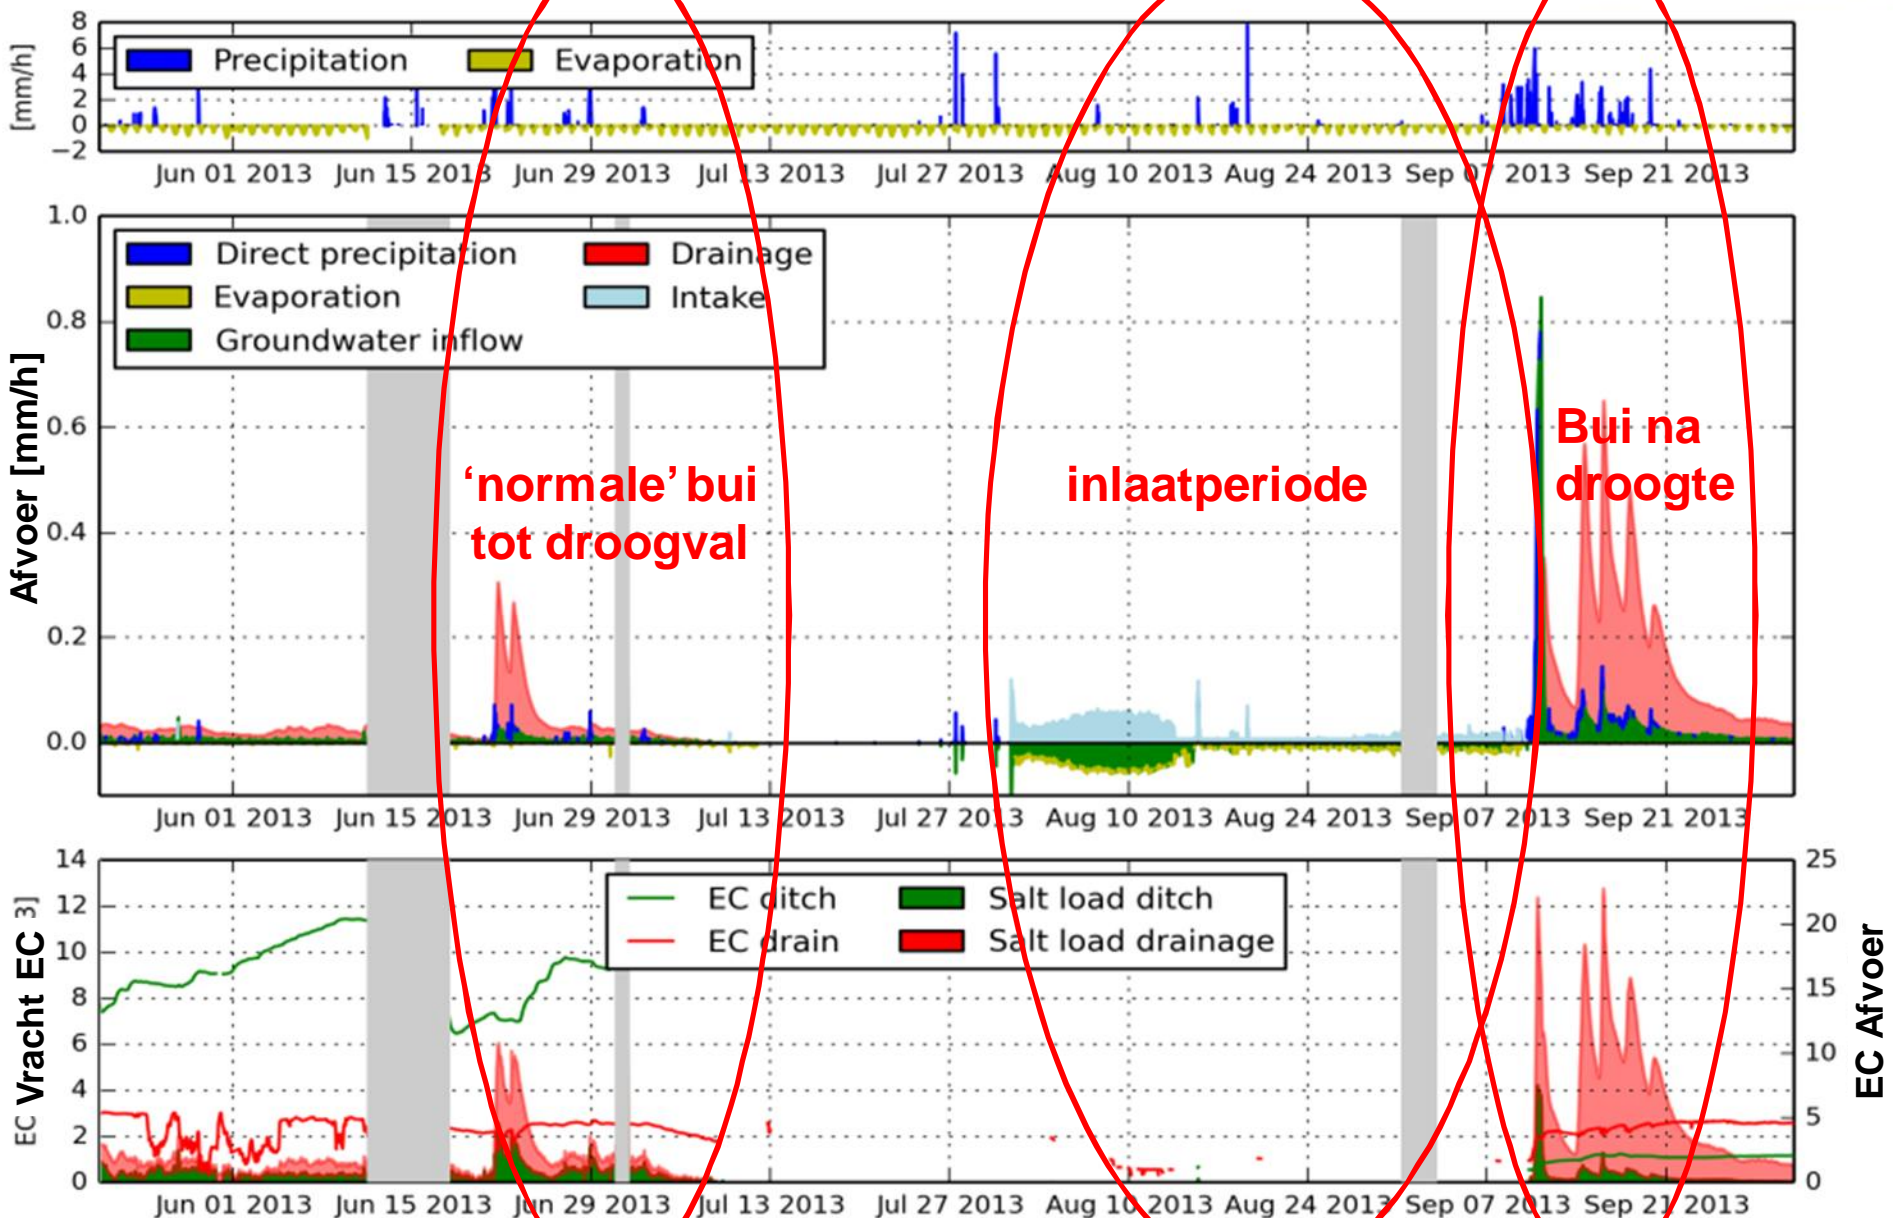 8
6
4
2
0
−2
[mm/h]
Precipitation
Evaporation
Jun 01 2013 Jun 15 2013 Jun 29 2013 Jul 13 2013 Jul 27 2013 Aug 10 2013 Aug 24 2013 Sep 07 2013 Sep 21 2013
1.0
0.8
0.6
0.4
0.2
0.0
Afvoer [mm/h]
Direct precipitation
Drainage
Evaporation
Intake
Groundwater inflow
‘normale’ bui
tot droogval
inlaatperiode
Bui na
droogte
Jun 01 2013 Jun 15 2013 Jun 29 2013 Jul 13 2013 Jul 27 2013 Aug 10 2013 Aug 24 2013 Sep 07 2013 Sep 21 2013
14
12
10
8
6
4
2
0
EC Vracht EC 3]
EC ditch
Salt load ditch
EC drain
Salt load drainage
25
20
15
10
5
0
EC Afvoer
Jun 01 2013 Jun 15 2013 Jun 29 2013 Jul 13 2013 Jul 27 2013 Aug 10 2013 Aug 24 2013 Sep 07 2013 Sep 21 2013